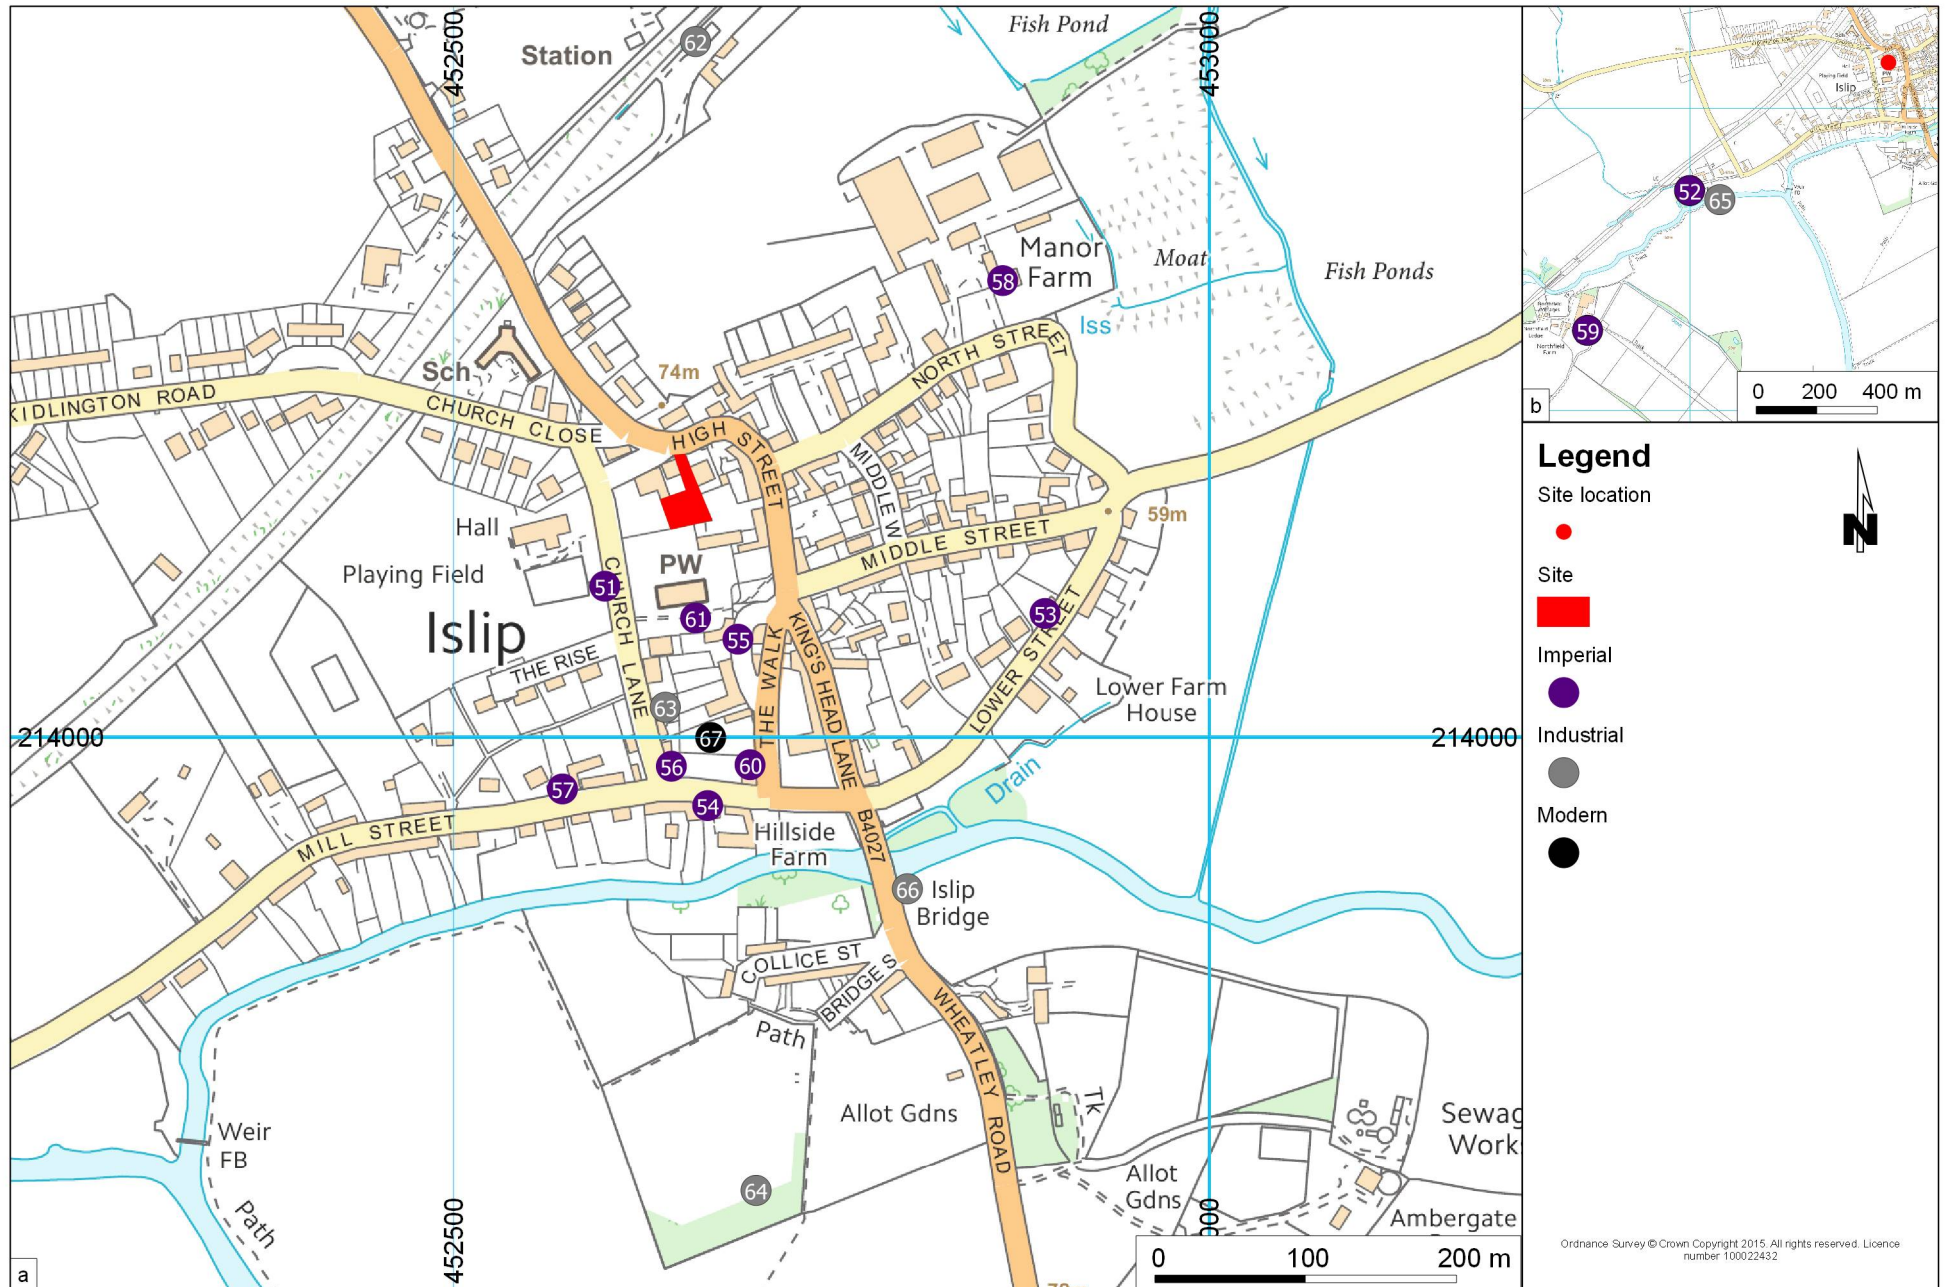 Station
62
452500
Fish Pond
453000
Manor
Farm
58
Moat
Fish Ponds
Iss
NORTH STREET
74m
Sch
KIDLINGTON ROAD
CHURCH CLOSE
HIGH STREET
MIDDLE W
MIDDLE STREET
59m
Hall
Playing Field
PW
51
CHURCH LANE
61
55
53
Islip
THE RISE
THE WALK
KING'S HEAD LANE
LOWER STREET
Lower Farm
House
63
67
214000
214000
56
60
57
54
MILL STREET
Hillside
Farm
B4027
Drain
66
Islip
Bridge
COLLICE ST
BRIDGE S
Path
WHEATLEY ROAD
Allot Gdns
Tk
Weir
FB
Path
64
Allot
Gdns
Sewag
Work
Ambergate
452500
0 100 200 m
a
Islip
52
65
59
0 200 400 m
b
Legend
Site location
Site
Imperial
Industrial
Modern
N
Ordnance Survey © Crown Copyright 2015. All rights reserved. Licence
number 100022432